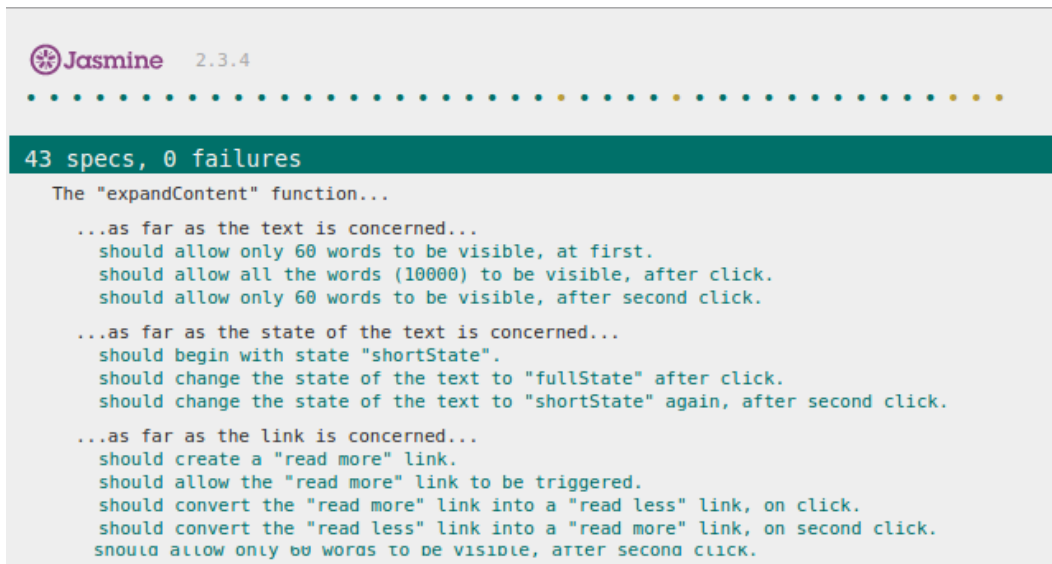 Jasmine 2.3.4
43 specs, 0 failures
The "expandContent" function...
...as far as the text is concerned...
should allow only 60 words to be visible, at first.
should allow all the words (10000) to be visible, after click.
should allow only 60 words to be visible, after second click.
...as far as the state of the text is concerned...
should begin with state "shortState".
should change the state of the text to "fullState" after click.
should change the state of the text to "shortState" again, after second click.
...as far as the link is concerned...
should create a "read more" link.
should allow the "read more" link to be triggered.
should convert the "read more" link into a "read less" link, on click.
should convert the "read less" link into a "read more" link, on second click.
should allow only 60 words to be visible, after second click.